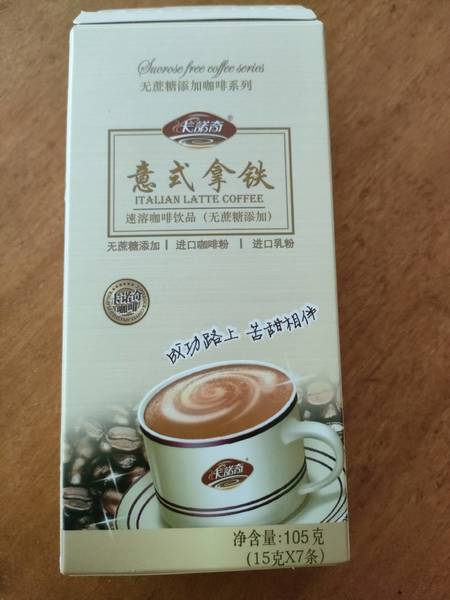 Sucrose free coffee series
无蔗糖添加咖啡系列
卡諾奇®
意式拿铁
ITALIAN LATTE COFFEE
速溶咖啡饮品（无蔗糖添加）
无蔗糖添加 | 进口咖啡粉 | 进口乳粉
卡诺奇
咖啡
成功路上 苦甜相伴
卡諾奇
净含量:105克
(15克X7条)